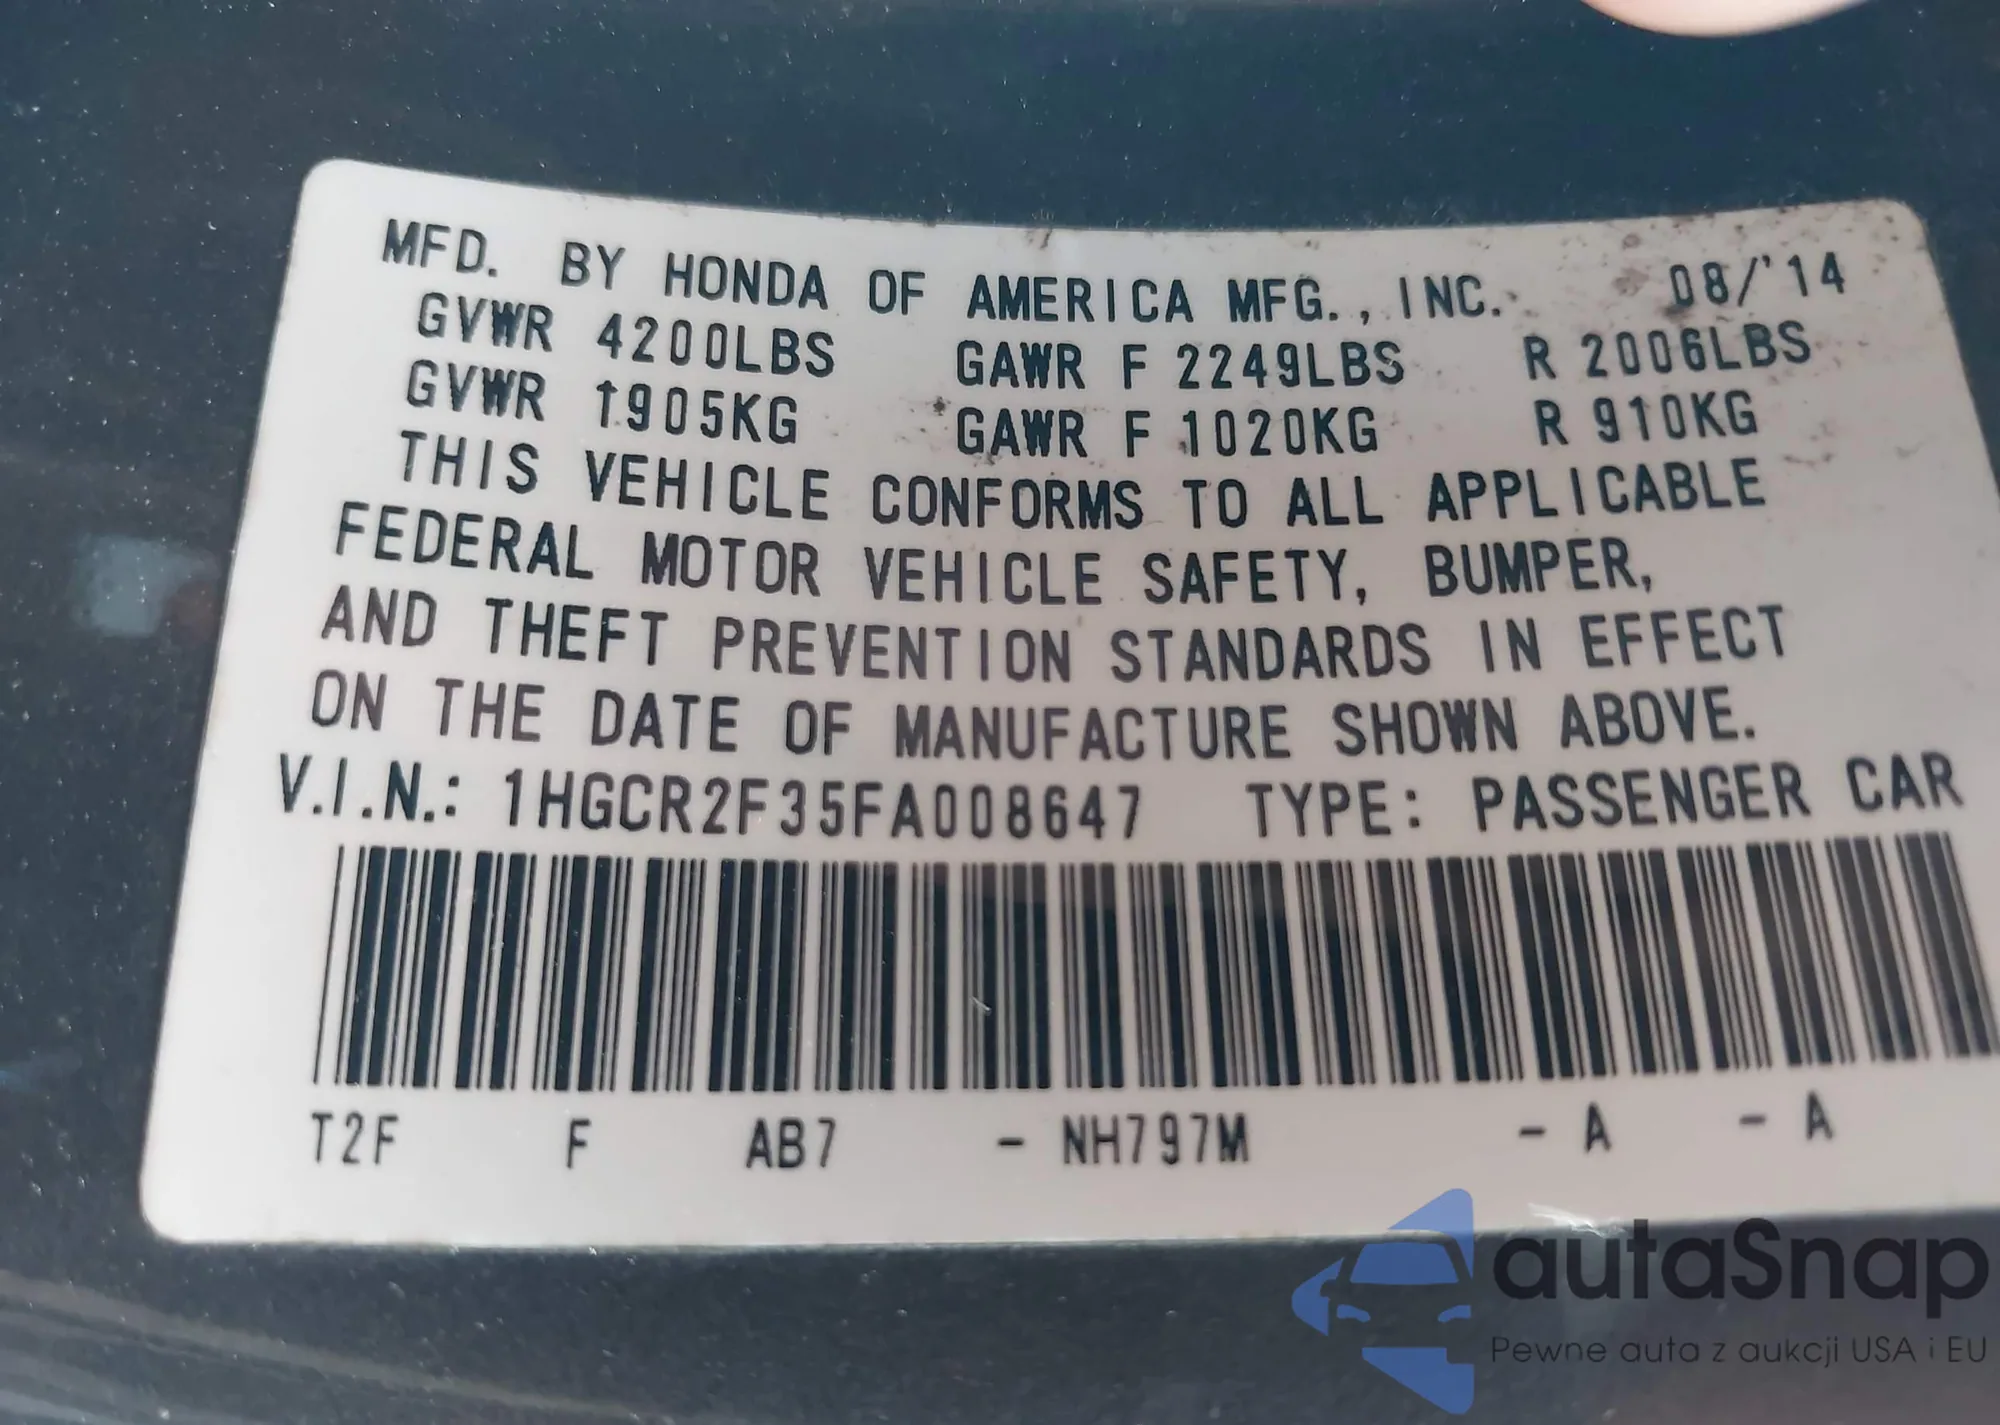 MFD. BY HONDA OF AMERICA MFG., INC. 08/'14
GVWR 4200LBS GAWR F 2249LBS R 2006LBS
GVWR 1905KG GAWR F 1020KG R 910KG
THIS VEHICLE CONFORMS TO ALL APPLICABLE
FEDERAL MOTOR VEHICLE SAFETY, BUMPER,
AND THEFT PREVENTION STANDARDS IN EFFECT
ON THE DATE OF MANUFACTURE SHOWN ABOVE.
V.I.N.: 1HGCR2F35FA008647 TYPE: PASSENGER CAR
T2F F AB7 - NH797M - A - A
autaSnap
Pewne auta z aukcji USA i EU